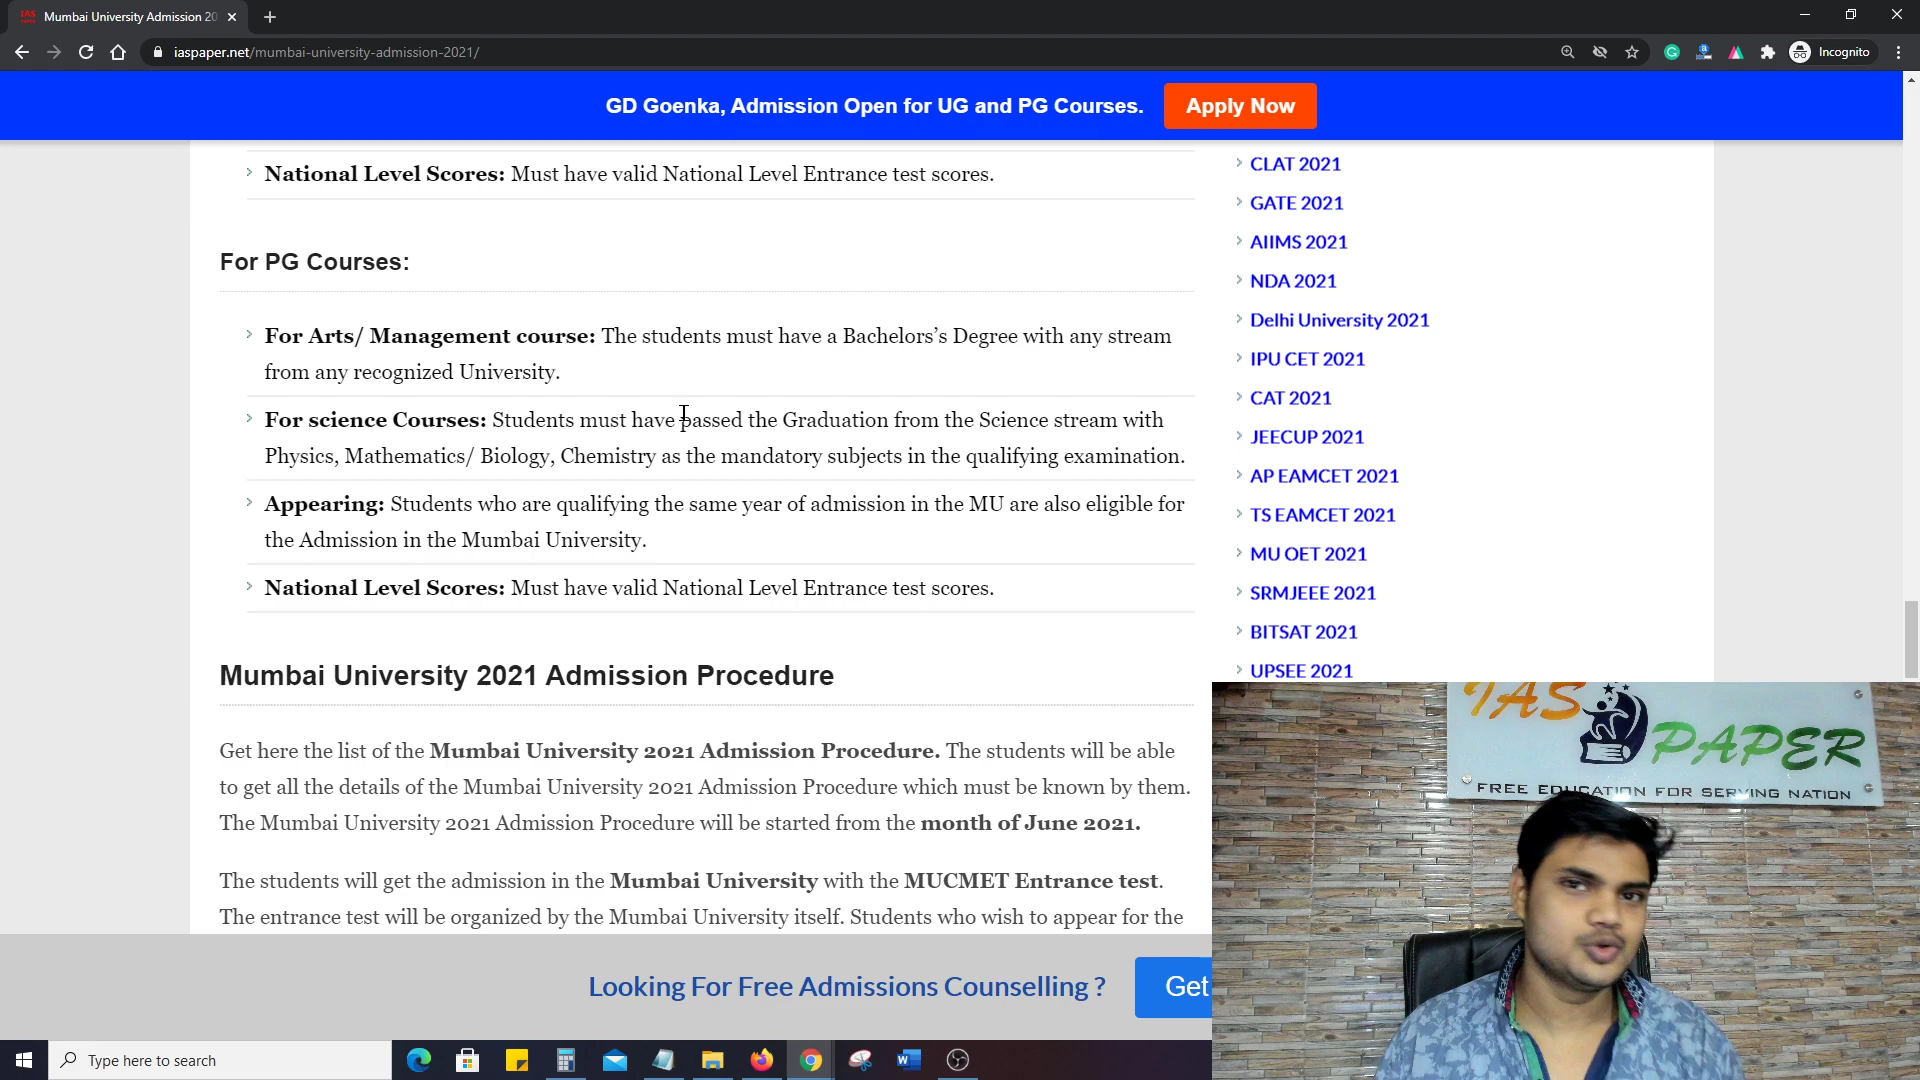 Mumbai University Admission 20
iaspaper.net/mumbai-university-admission-2021/
Incognito
GD Goenka, Admission Open for UG and PG Courses.
Apply Now
National Level Scores: Must have valid National Level Entrance test scores.
For PG Courses:
For Arts/ Management course: The students must have a Bachelors’s Degree with any stream
from any recognized University.
For science Courses: Students must have passed the Graduation from the Science stream with
Physics, Mathematics/ Biology, Chemistry as the mandatory subjects in the qualifying examination.
Appearing: Students who are qualifying the same year of admission in the MU are also eligible for
the Admission in the Mumbai University.
National Level Scores: Must have valid National Level Entrance test scores.
Mumbai University 2021 Admission Procedure
Get here the list of the Mumbai University 2021 Admission Procedure. The students will be able
to get all the details of the Mumbai University 2021 Admission Procedure which must be known by them.
The Mumbai University 2021 Admission Procedure will be started from the month of June 2021.
The students will get the admission in the Mumbai University with the MUCMET Entrance test.
The entrance test will be organized by the Mumbai University itself. Students who wish to appear for the
CLAT 2021
GATE 2021
AIIMS 2021
NDA 2021
Delhi University 2021
IPU CET 2021
CAT 2021
JEECUP 2021
AP EAMCET 2021
TS EAMCET 2021
MU OET 2021
SRMJEEE 2021
BITSAT 2021
UPSEE 2021
IAS
PAPER
FREE EDUCATION FOR SERVING NATION
Looking For Free Admissions Counselling ?
Get
Type here to search